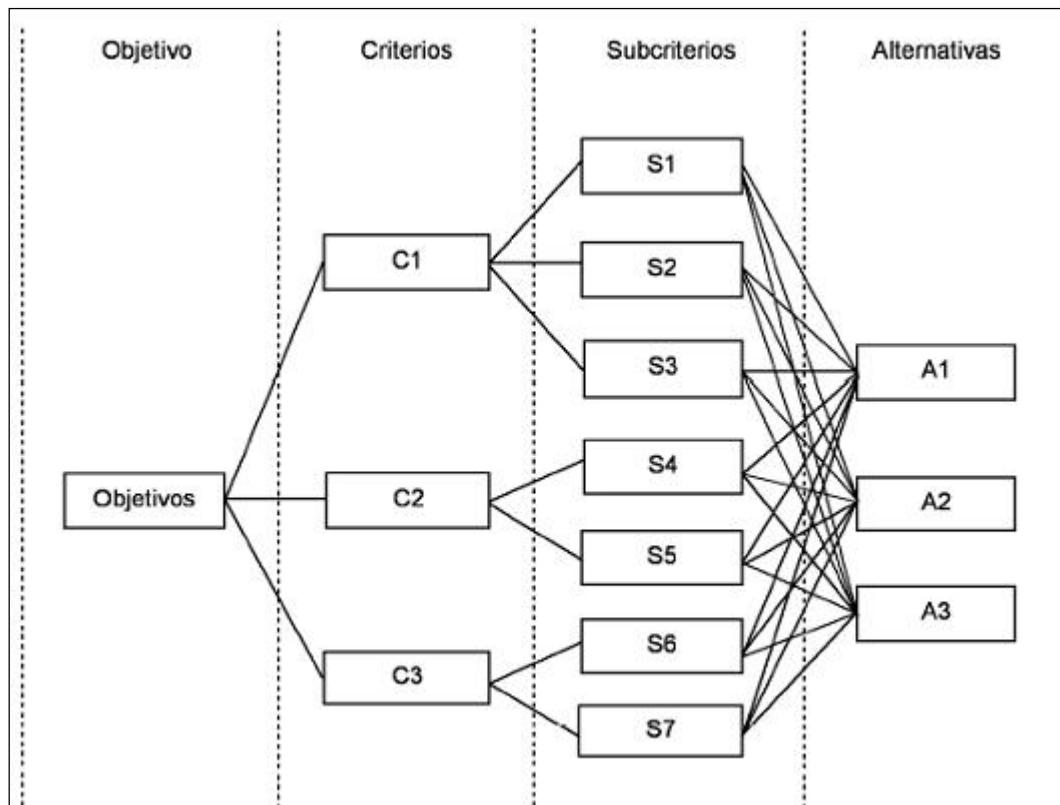 Objetivo
Criterios
Subcriterios
Alternativas
S1
C1
S2
S3
A1
S4
Objetivos
C2
A2
S5
A3
S6
C3
S7